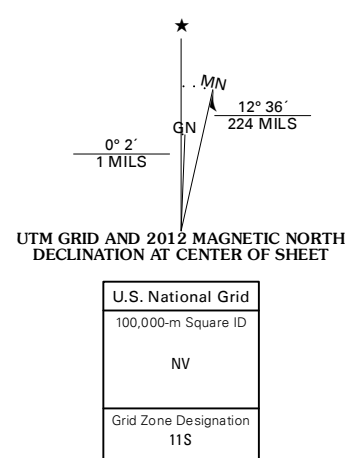 MN
12° 36´
224 MILS
GN
0° 2´
1 MILS
UTM GRID AND 2012 MAGNETIC NORTH
DECLINATION AT CENTER OF SHEET
U.S. National Grid
100,000-m Square ID
NV
Grid Zone Designation
11S